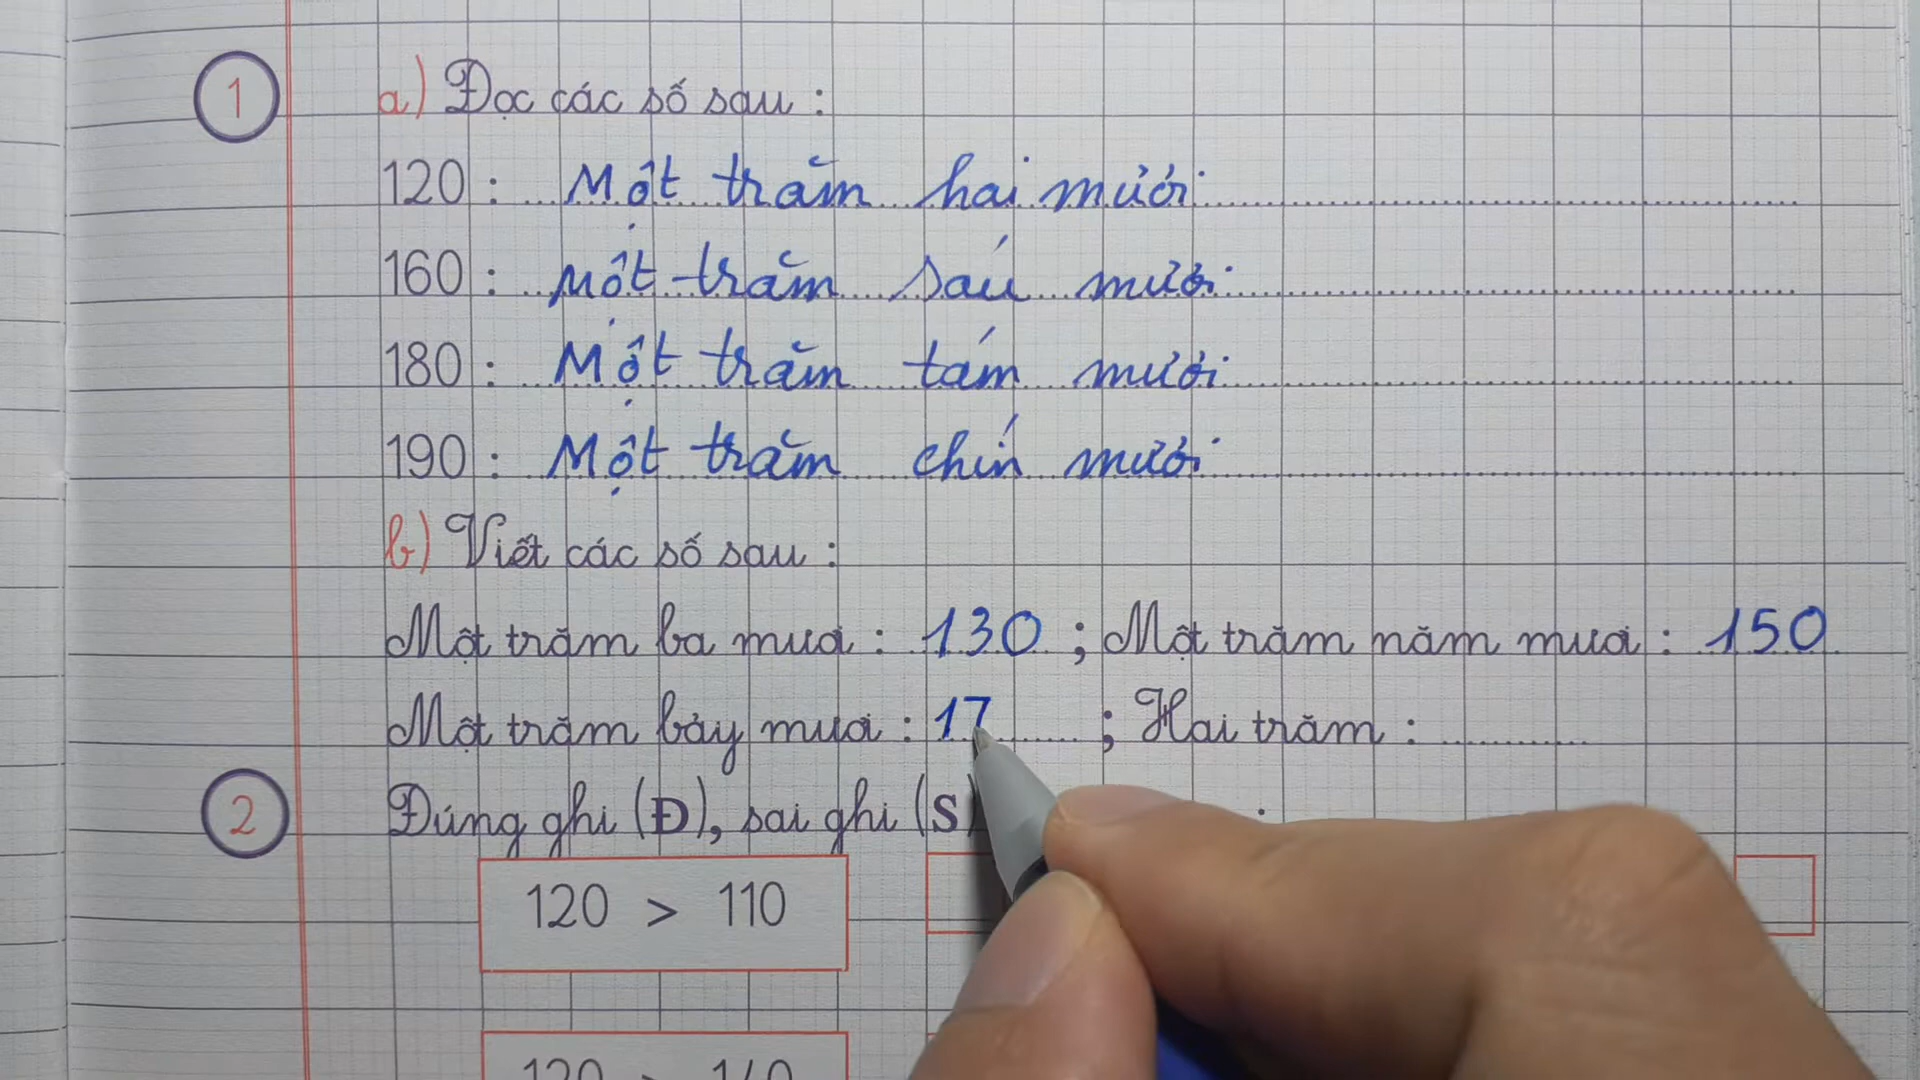 1 a) Đọc các số sau :
120 : Một trăm hai mươi
160 : Một trăm sáu mươi
180 : Một trăm tám mươi
190 : Một trăm chín mươi
b) Viết các số sau :
Một trăm ba mươi : 130 ; Một trăm năm mươi : 150
Một trăm bảy mươi : 17 ; Hai trăm : ............
2 Đúng ghi (Đ), sai ghi (S)
120 > 110
120 > 140